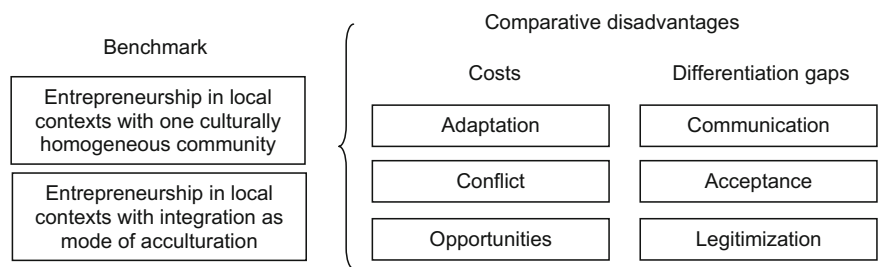 Comparative disadvantages
Benchmark
Costs
Differentiation gaps
Entrepreneurship in local
contexts with one culturally
homogeneous community
Adaptation
Communication
Conflict
Acceptance
Entrepreneurship in local
contexts with integration as
mode of acculturation
Opportunities
Legitimization